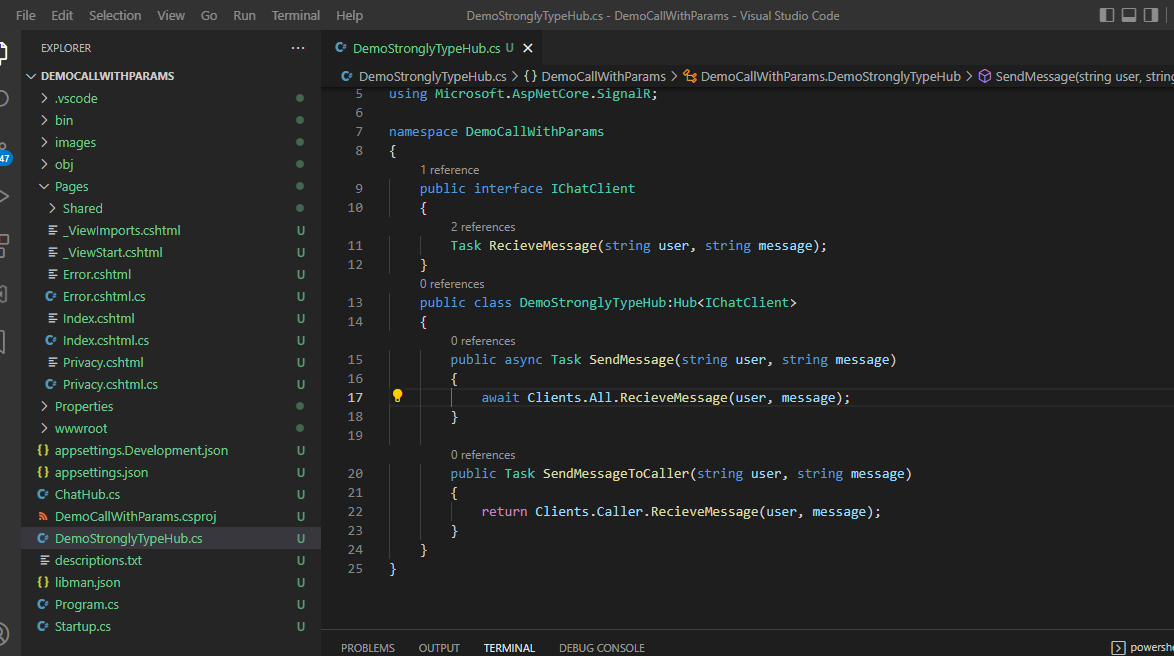 File Edit Selection View Go Run Terminal Help
DemoStronglyTypeHub.cs - DemoCallWithParams - Visual Studio Code
EXPLORER ...
DEMOCALLWITHPARAMS
.vscode
bin
images
obj
Pages
Shared
_ViewImports.cshtml U
_ViewStart.cshtml U
Error.cshtml U
Error.cshtml.cs U
Index.cshtml U
Index.cshtml.cs U
Privacy.cshtml U
Privacy.cshtml.cs U
Properties
wwwroot
appsettings.Development.json U
appsettings.json U
ChatHub.cs U
DemoCallWithParams.csproj U
DemoStronglyTypeHub.cs U
descriptions.txt U
libman.json U
Program.cs U
Startup.cs U
47
DemoStronglyTypeHub.cs U
DemoStronglyTypeHub.cs > {} DemoCallWithParams > DemoCallWithParams.DemoStronglyTypeHub > SendMessage(string user, string
5 using Microsoft.AspNetCore.SignalR;
6
7 namespace DemoCallWithParams
8 {
1 reference
9 public interface IChatClient
10 {
2 references
11 Task RecieveMessage(string user, string message);
12 }
0 references
13 public class DemoStronglyTypeHub:Hub<IChatClient>
14 {
0 references
15 public async Task SendMessage(string user, string message)
16 {
17 await Clients.All.RecieveMessage(user, message);
18 }
19
0 references
20 public Task SendMessageToCaller(string user, string message)
21 {
22 return Clients.Caller.RecieveMessage(user, message);
23 }
24 }
25 }
PROBLEMS OUTPUT TERMINAL DEBUG CONSOLE
powersh